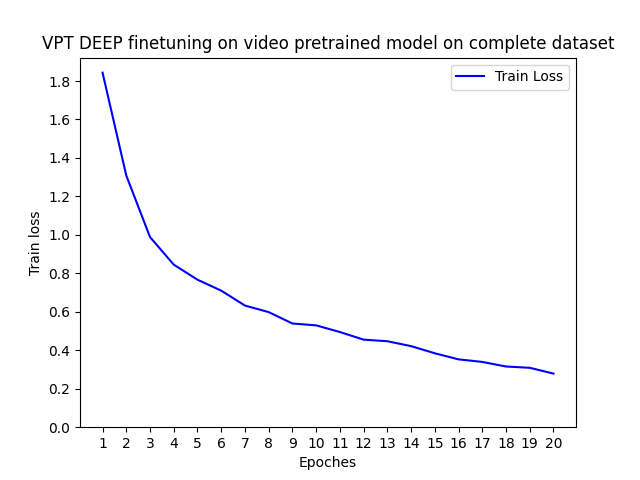 VPT DEEP finetuning on video pretrained model on complete dataset
Train Loss
1.8
1.6
1.4
1.2
1.0
0.8
0.6
0.4
0.2
0.0
Train loss
1 2 3 4 5 6 7 8 9 10 11 12 13 14 15 16 17 18 19 20
Epoches